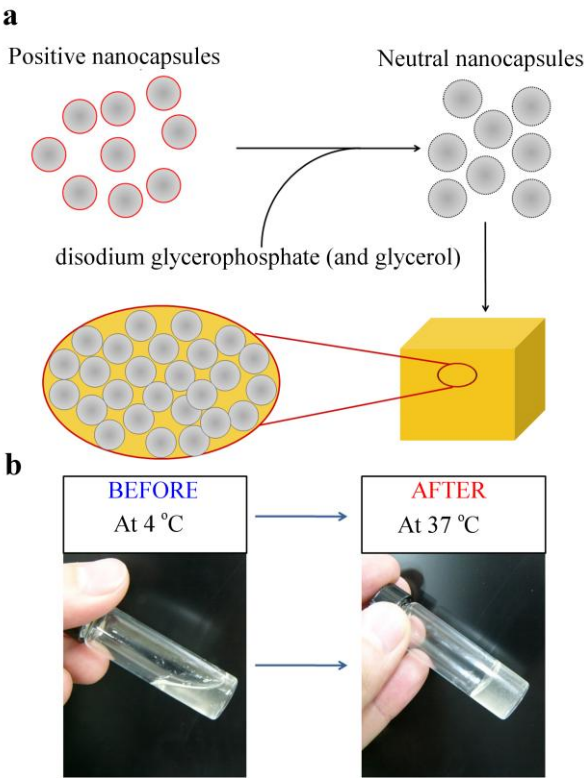 a
Positive nanocapsules
Neutral nanocapsules
disodium glycerophosphate (and glycerol)
b
BEFORE
At 4 °C
AFTER
At 37 °C